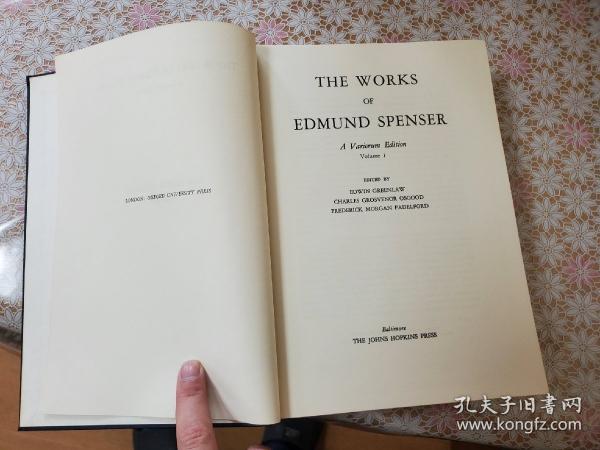 LONDON: OXFORD UNIVERSITY PRESS
THE WORKS
OF
EDMUND SPENSER
A Variorum Edition
Volume 1
EDITED BY
EDWIN GREENLAW
CHARLES GROSVENOR OSGOOD
FREDERICK MORGAN PADELFORD
Baltimore
THE JOHNS HOPKINS PRESS
孔夫子旧书网
www.kongfz.com